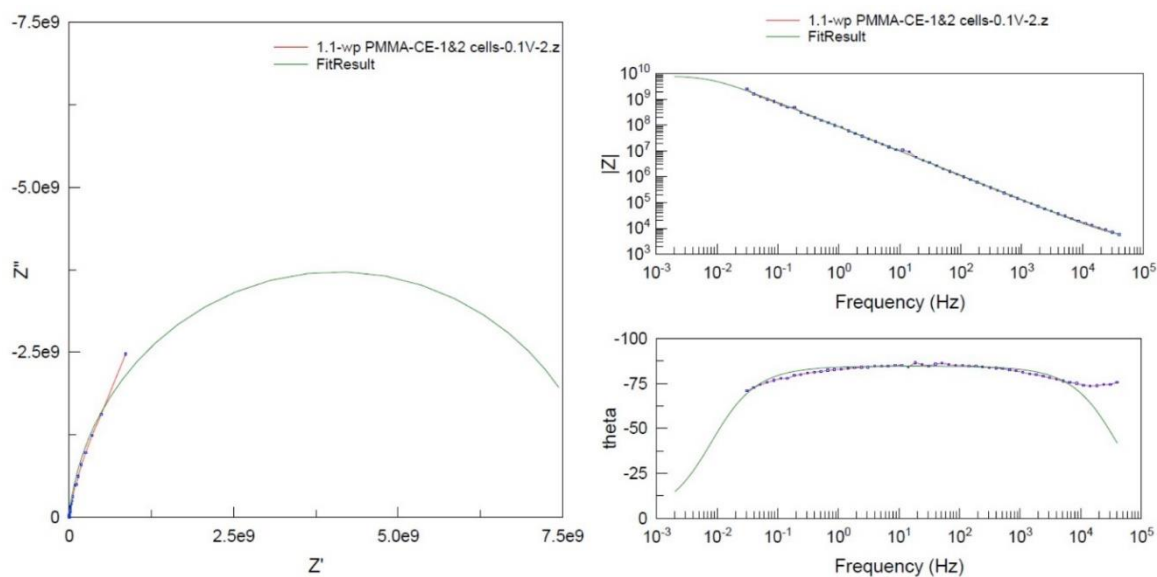 -7.5e9
1.1-wp PMMA-CE-1&2 cells-0.1V-2.z
FitResult
-5.0e9
Z''
-2.5e9
0
0
2.5e9
5.0e9
7.5e9
Z'
1.1-wp PMMA-CE-1&2 cells-0.1V-2.z
FitResult
10^10
10^9
10^8
10^7
10^6
10^5
10^4
10^3
|Z|
10^-3 10^-2 10^-1 10^0 10^1 10^2 10^3 10^4 10^5
Frequency (Hz)
-100
-75
-50
-25
0
theta
10^-3 10^-2 10^-1 10^0 10^1 10^2 10^3 10^4 10^5
Frequency (Hz)